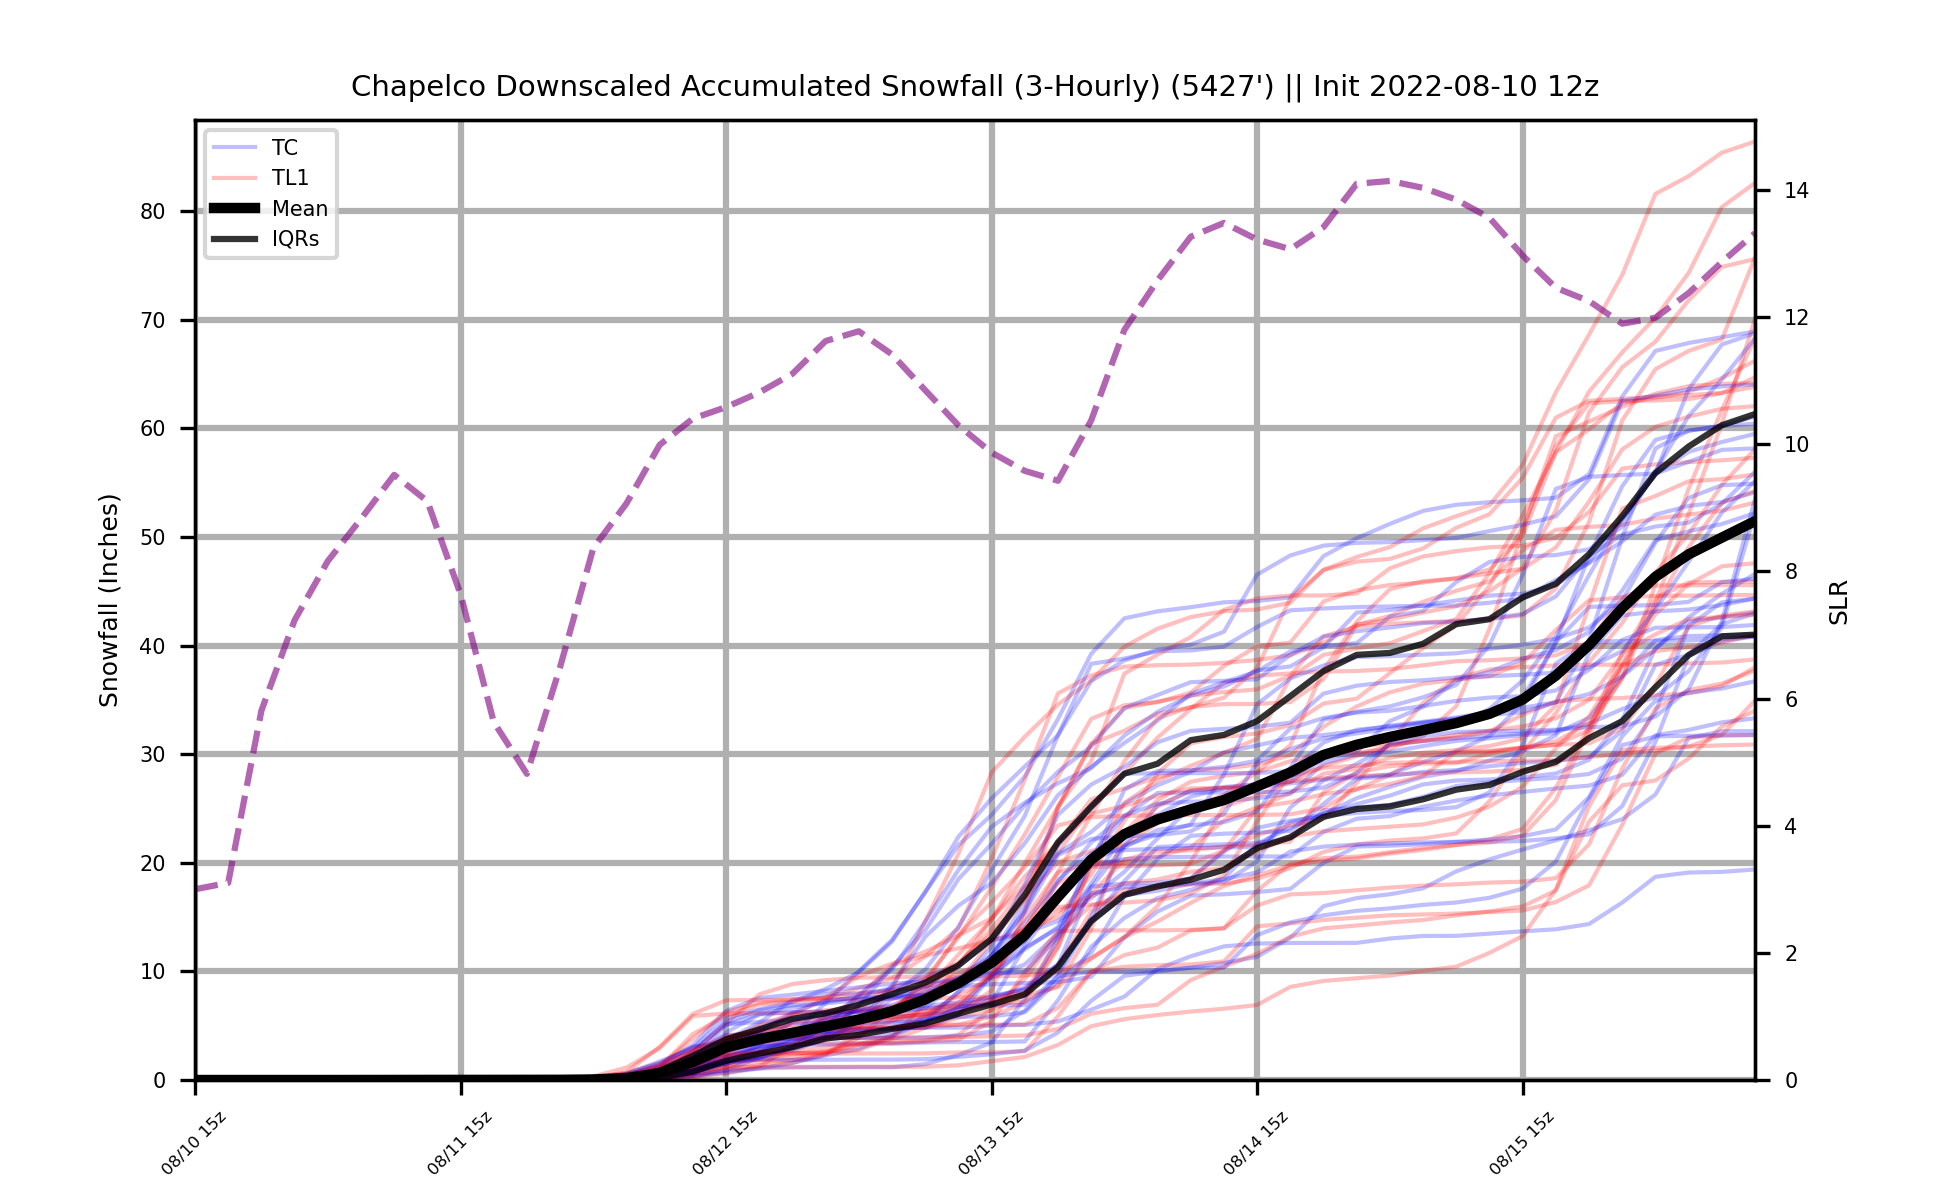 Chapelco Downscaled Accumulated Snowfall (3-Hourly) (5427') || Init 2022-08-10 12z
TC
TL1
Mean
IQRs
Snowfall (Inches)
80
70
60
50
40
30
20
10
0
14
12
10
8
6
4
2
0
SLR
08/10 15z
08/11 15z
08/12 15z
08/13 15z
08/14 15z
08/15 15z